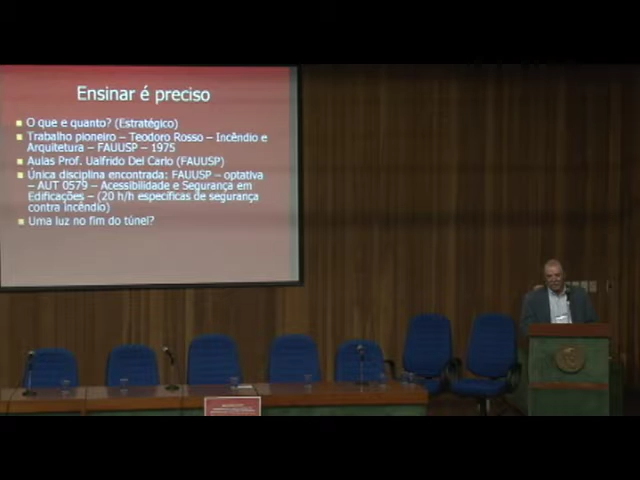 Ensinar é preciso
O que e quanto? (Estratégico)
Trabalho pioneiro – Teodoro Rosso – Incêndio e
Arquitetura – FAUUSP – 1975
Aulas Prof. Ualfrido Del Carlo (FAUUSP)
Única disciplina encontrada: FAUUSP – optativa
– AUT 0579 – Acessibilidade e Segurança em
Edificações – (20 h/h específicas de segurança
contra incêndio)
Uma luz no fim do túnel?